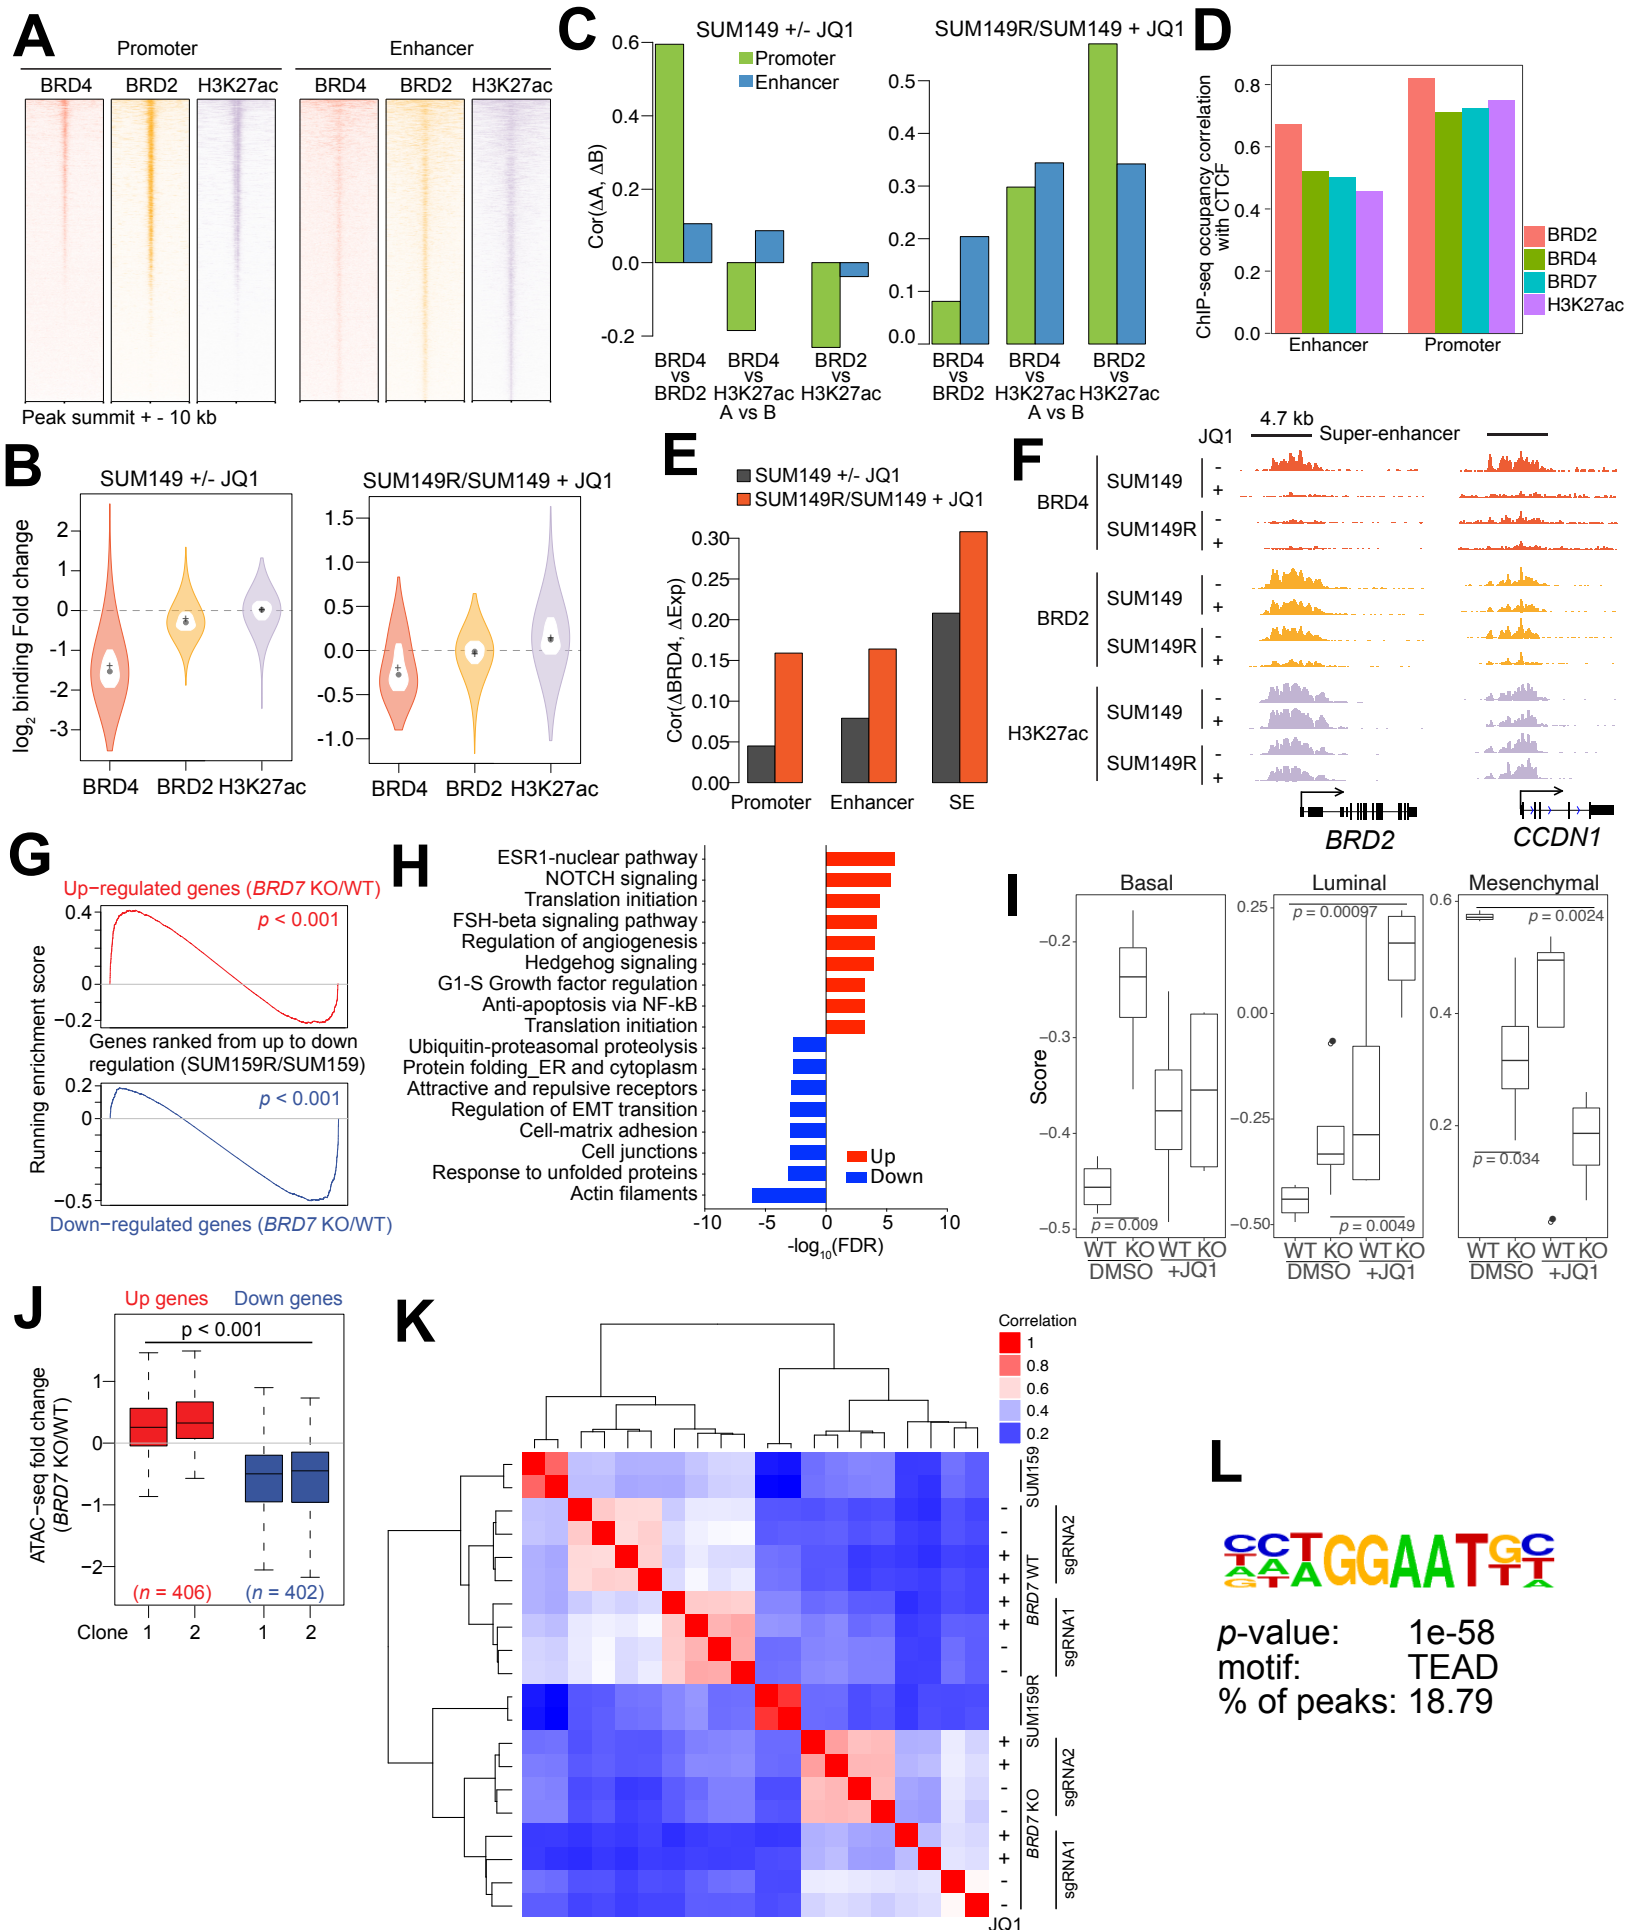 A
Promoter
Enhancer
BRD4 BRD2 H3K27ac
BRD4 BRD2 H3K27ac
Peak summit + - 10 kb
B
SUM149 +/- JQ1
SUM149R/SUM149 + JQ1
log2 binding Fold change
2
1
0
-1
-2
-3
BRD4 BRD2 H3K27ac
1.5
1.0
0.5
0.0
-0.5
-1.0
BRD4 BRD2 H3K27ac
C
SUM149 +/- JQ1
SUM149R/SUM149 + JQ1
Promoter
Enhancer
Cor(ΔA, ΔB)
0.6
0.4
0.2
0.0
-0.2
BRD4 vs BRD2
BRD4 vs H3K27ac
BRD2 vs H3K27ac
A vs B
0.5
0.4
0.3
0.2
0.1
0.0
BRD4 vs BRD2
BRD4 vs H3K27ac
BRD2 vs H3K27ac
A vs B
D
ChIP-seq occupancy correlation
with CTCF
0.8
0.6
0.4
0.2
0.0
Enhancer Promoter
BRD2
BRD4
BRD7
H3K27ac
E
SUM149 +/- JQ1
SUM149R/SUM149 + JQ1
Cor(ΔBRD4, ΔExp)
0.30
0.25
0.20
0.15
0.10
0.05
0.00
Promoter Enhancer SE
F
4.7 kb
JQ1 Super-enhancer
BRD4
SUM149 - +
SUM149R - +
BRD2
SUM149 - +
SUM149R - +
H3K27ac
SUM149 - +
SUM149R - +
BRD2
CCDN1
G
Up−regulated genes (BRD7 KO/WT)
p < 0.001
0.4
0
−0.2
Running enrichment score
Genes ranked from up to down
regulation (SUM159R/SUM159)
0.2
0
−0.5
p < 0.001
Down−regulated genes (BRD7 KO/WT)
H
ESR1-nuclear pathway
NOTCH signaling
Translation initiation
FSH-beta signaling pathway
Regulation of angiogenesis
Hedgehog signaling
G1-S Growth factor regulation
Anti-apoptosis via NF-kB
Translation initiation
Ubiquitin-proteasomal proteolysis
Protein folding_ER and cytoplasm
Attractive and repulsive receptors
Regulation of EMT transition
Cell-matrix adhesion
Cell junctions
Response to unfolded proteins
Actin filaments
Up
Down
-10 -5 0 5 10
-log10(FDR)
I
Basal Luminal Mesenchymal
Score
−0.2
−0.3
−0.4
−0.5
p = 0.009
WT KO WT KO
DMSO +JQ1
0.25
0.00
−0.25
−0.50
p = 0.00097
p = 0.0049
WT KO WT KO
DMSO +JQ1
0.6
0.4
0.2
p = 0.0024
p = 0.034
WT KO WT KO
DMSO +JQ1
J
Up genes Down genes
p < 0.001
ATAC−seq fold change
(BRD7 KO/WT)
1
0
−1
−2
(n = 406) (n = 402)
Clone 1 2 1 2
K
Correlation
1
0.8
0.6
0.4
0.2
SUM159
-
-
+
+
+
+
-
-
BRD7 WT
sgRNA2
sgRNA1
SUM159R
+
+
-
-
+
+
-
-
BRD7 KO
sgRNA2
sgRNA1
JQ1
L
GGAAT
p-value: 1e-58
motif: TEAD
% of peaks: 18.79